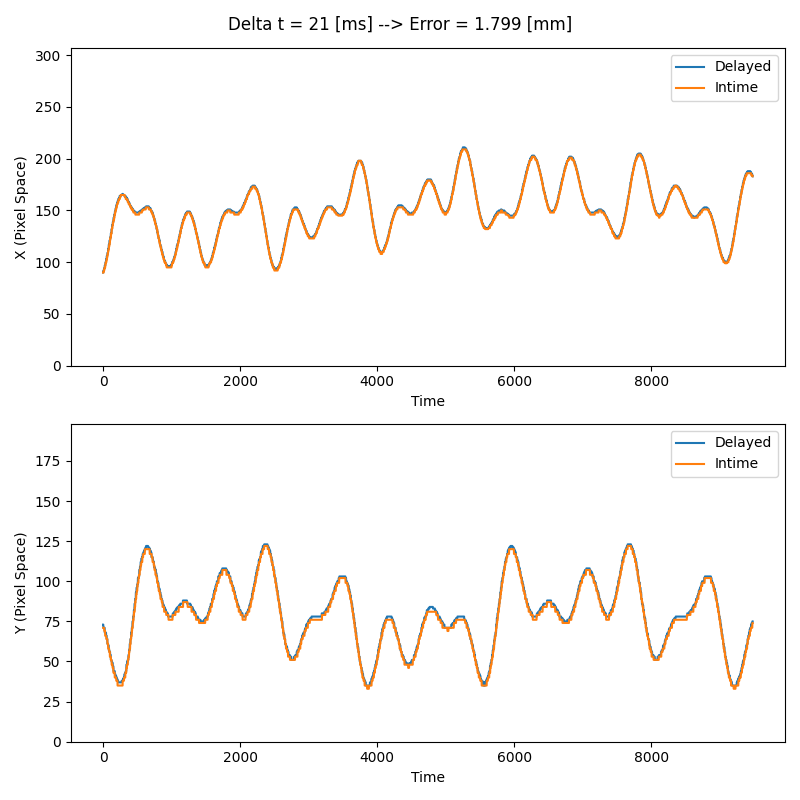 Delta t = 21 [ms] --> Error = 1.799 [mm]
300
250
200
150
100
50
0
X (Pixel Space)
Delayed
Intime
0 2000 4000 6000 8000
Time
175
150
125
100
75
50
25
0
Y (Pixel Space)
Delayed
Intime
0 2000 4000 6000 8000
Time